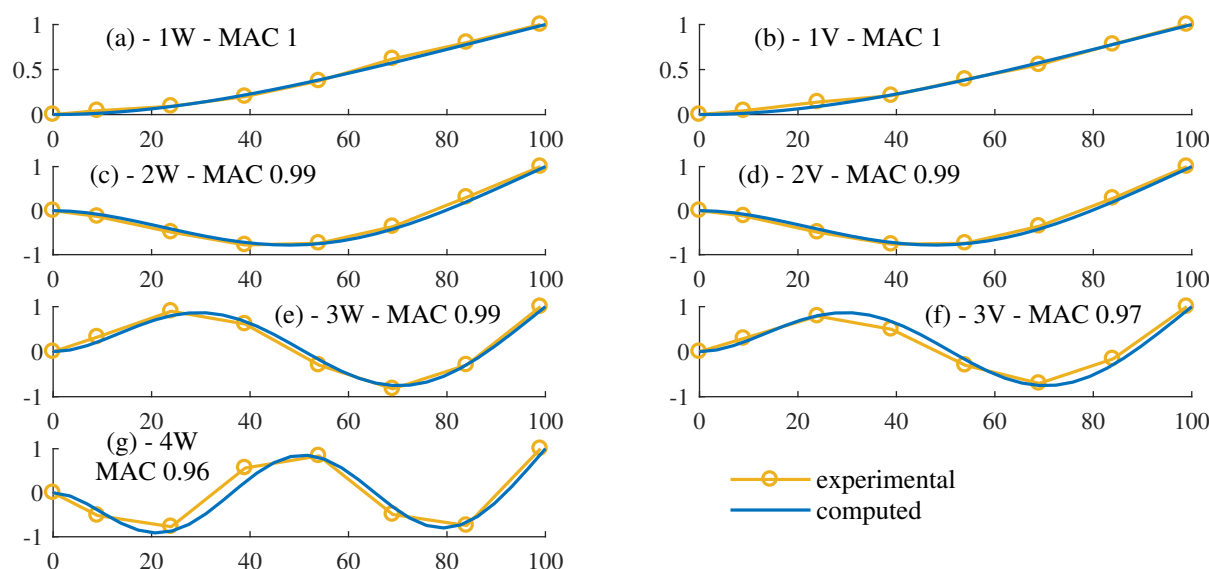 (a) - 1W - MAC 1
1
0.5
0
0 20 40 60 80 100
(b) - 1V - MAC 1
1
0.5
0
0 20 40 60 80 100
(c) - 2W - MAC 0.99
1
0
-1
0 20 40 60 80 100
(d) - 2V - MAC 0.99
1
0
-1
0 20 40 60 80 100
(e) - 3W - MAC 0.99
1
0
-1
0 20 40 60 80 100
(f) - 3V - MAC 0.97
1
0
-1
0 20 40 60 80 100
(g) - 4W
MAC 0.96
1
0
-1
0 20 40 60 80 100
experimental
computed